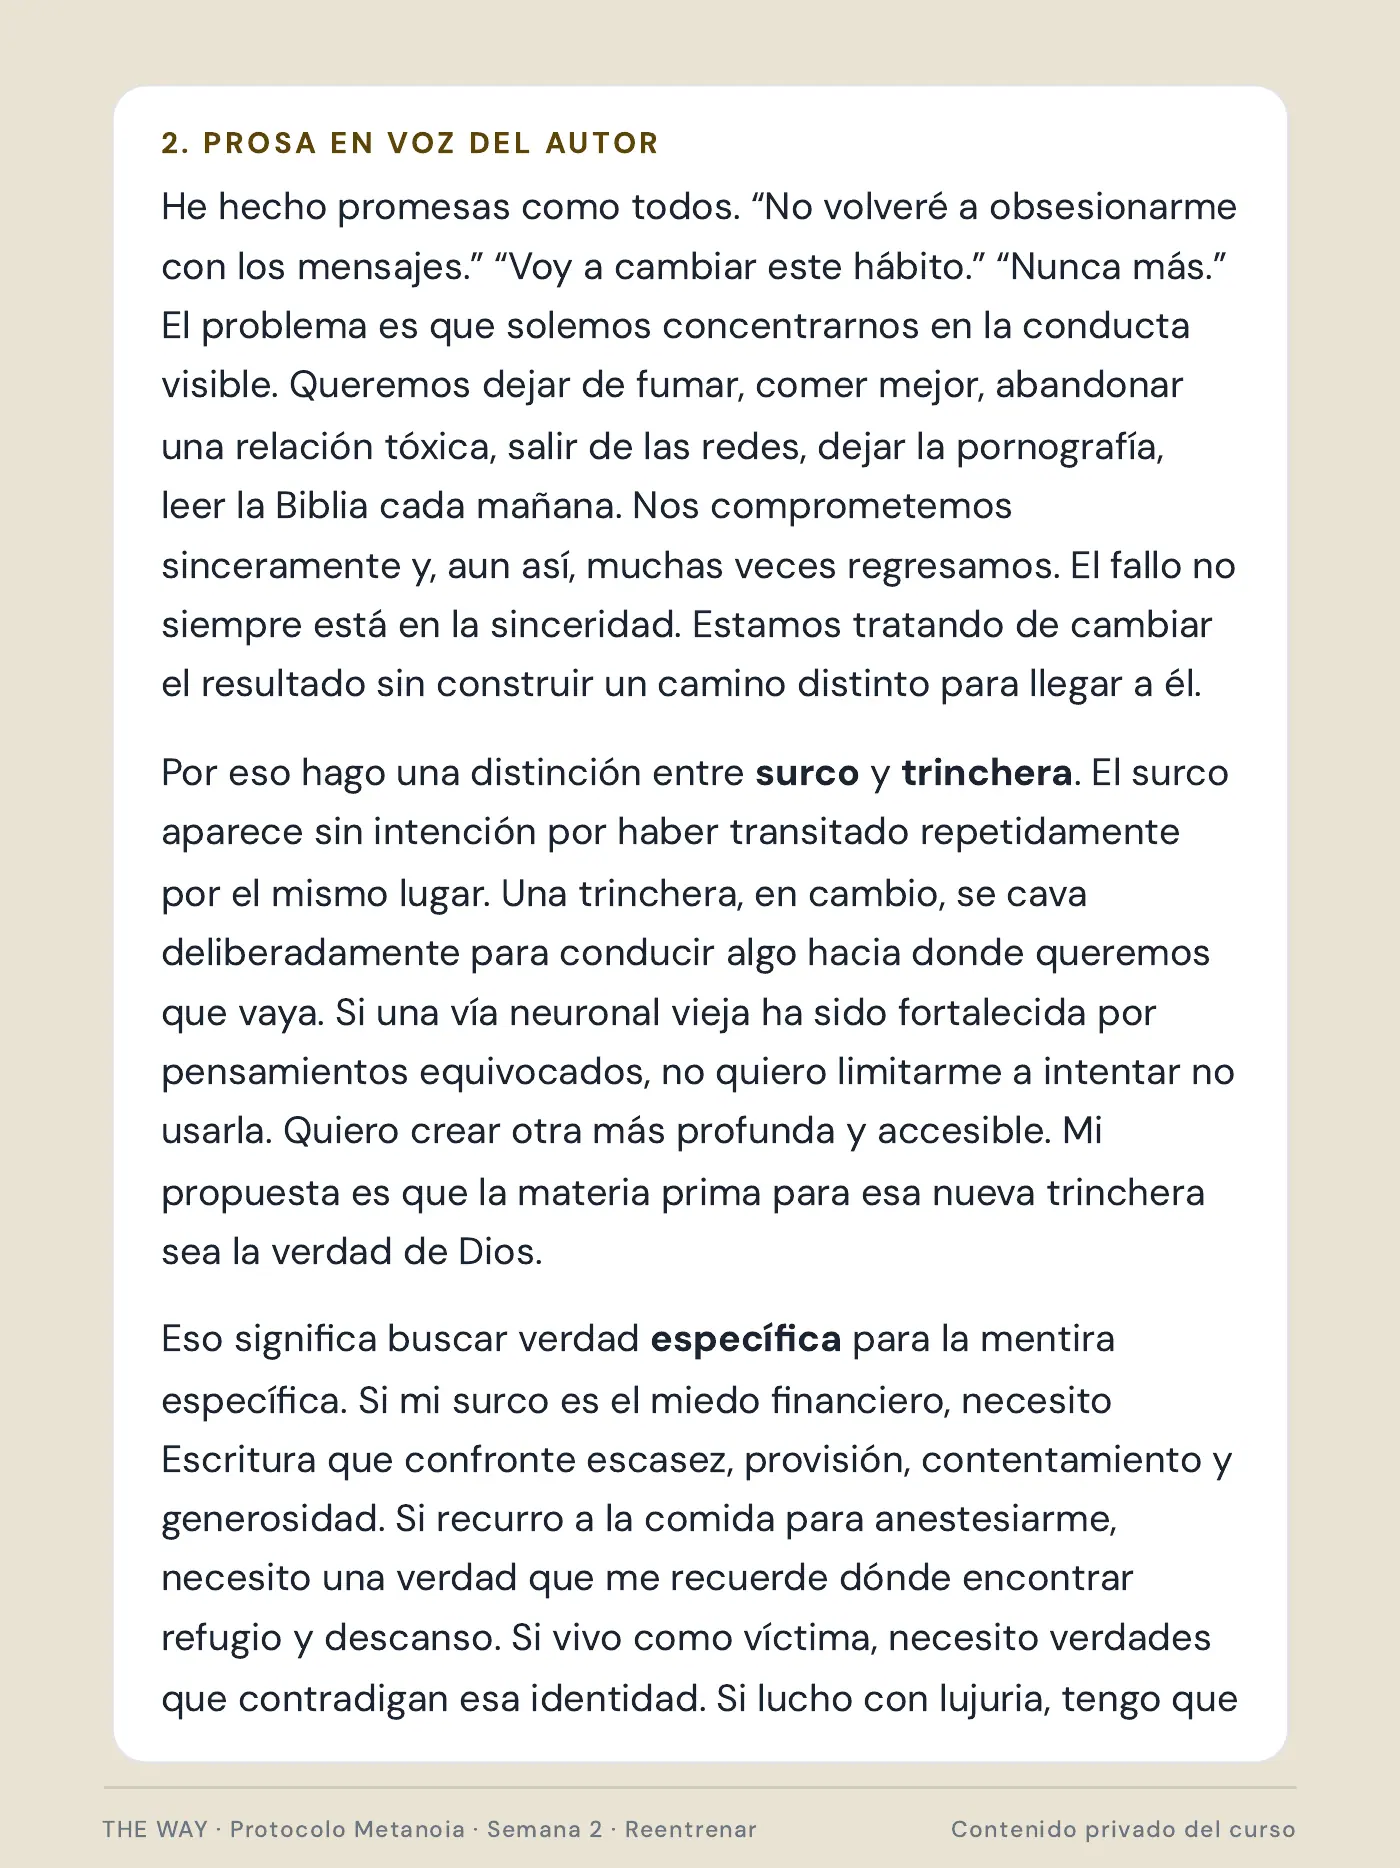 2. PROSA EN VOZ DEL AUTOR
He hecho promesas como todos. “No volveré a obsesionarme
con los mensajes.” “Voy a cambiar este hábito.” “Nunca más.”
El problema es que solemos concentrarnos en la conducta
visible. Queremos dejar de fumar, comer mejor, abandonar
una relación tóxica, salir de las redes, dejar la pornografía,
leer la Biblia cada mañana. Nos comprometemos
sinceramente y, aun así, muchas veces regresamos. El fallo no
siempre está en la sinceridad. Estamos tratando de cambiar
el resultado sin construir un camino distinto para llegar a él.
Por eso hago una distinción entre surco y trinchera. El surco
aparece sin intención por haber transitado repetidamente
por el mismo lugar. Una trinchera, en cambio, se cava
deliberadamente para conducir algo hacia donde queremos
que vaya. Si una vía neuronal vieja ha sido fortalecida por
pensamientos equivocados, no quiero limitarme a intentar no
usarla. Quiero crear otra más profunda y accesible. Mi
propuesta es que la materia prima para esa nueva trinchera
sea la verdad de Dios.
Eso significa buscar verdad específica para la mentira
específica. Si mi surco es el miedo financiero, necesito
Escritura que confronte escasez, provisión, contentamiento y
generosidad. Si recurro a la comida para anestesiarme,
necesito una verdad que me recuerde dónde encontrar
refugio y descanso. Si vivo como víctima, necesito verdades
que contradigan esa identidad. Si lucho con lujuria, tengo que
THE WAY · Protocolo Metanoia · Semana 2 · Reentrenar
Contenido privado del curso